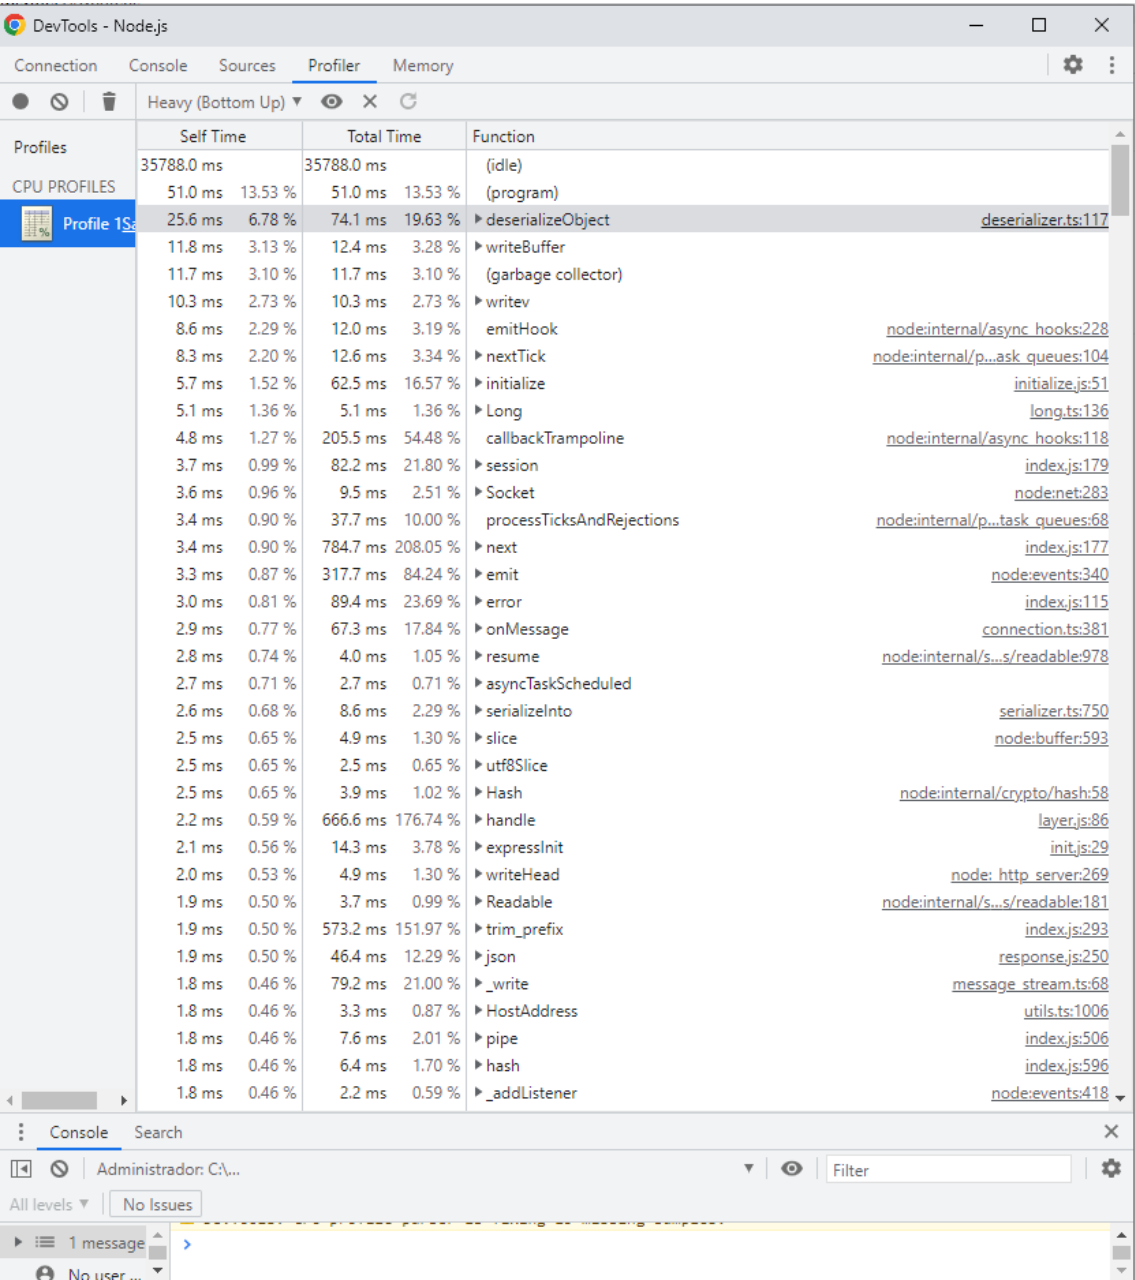 DevTools - Node.js
Connection Console Sources Profiler Memory
Heavy (Bottom Up) ▼
Profiles
CPU PROFILES
Profile 1Sa
Self Time Total Time Function
35788.0 ms 35788.0 ms (idle)
51.0 ms 13.53 % 51.0 ms 13.53 % (program)
25.6 ms 6.78 % 74.1 ms 19.63 % deserializeObject deserializer.ts:117
11.8 ms 3.13 % 12.4 ms 3.28 % writeBuffer
11.7 ms 3.10 % 11.7 ms 3.10 % (garbage collector)
10.3 ms 2.73 % 10.3 ms 2.73 % writev
8.6 ms 2.29 % 12.0 ms 3.19 % emitHook node:internal/async_hooks:228
8.3 ms 2.20 % 12.6 ms 3.34 % nextTick node:internal/p...ask_queues:104
5.7 ms 1.52 % 62.5 ms 16.57 % initialize initialize.js:51
5.1 ms 1.36 % 5.1 ms 1.36 % Long long.ts:136
4.8 ms 1.27 % 205.5 ms 54.48 % callbackTrampoline node:internal/async_hooks:118
3.7 ms 0.99 % 82.2 ms 21.80 % session index.js:179
3.6 ms 0.96 % 9.5 ms 2.51 % Socket node:net:283
3.4 ms 0.90 % 37.7 ms 10.00 % processTicksAndRejections node:internal/p...task_queues:68
3.4 ms 0.90 % 784.7 ms 208.05 % next index.js:177
3.3 ms 0.87 % 317.7 ms 84.24 % emit node:events:340
3.0 ms 0.81 % 89.4 ms 23.69 % error index.js:115
2.9 ms 0.77 % 67.3 ms 17.84 % onMessage connection.ts:381
2.8 ms 0.74 % 4.0 ms 1.05 % resume node:internal/s...s/readable:978
2.7 ms 0.71 % 2.7 ms 0.71 % asyncTaskScheduled
2.6 ms 0.68 % 8.6 ms 2.29 % serializeInto serializer.ts:750
2.5 ms 0.65 % 4.9 ms 1.30 % slice node:buffer:593
2.5 ms 0.65 % 2.5 ms 0.65 % utf8Slice
2.5 ms 0.65 % 3.9 ms 1.02 % Hash node:internal/crypto/hash:58
2.2 ms 0.59 % 666.6 ms 176.74 % handle layer.js:86
2.1 ms 0.56 % 14.3 ms 3.78 % expressInit init.js:29
2.0 ms 0.53 % 4.9 ms 1.30 % writeHead node:_http_server:269
1.9 ms 0.50 % 3.7 ms 0.99 % Readable node:internal/s...s/readable:181
1.9 ms 0.50 % 573.2 ms 151.97 % trim_prefix index.js:293
1.9 ms 0.50 % 46.4 ms 12.29 % json response.js:250
1.8 ms 0.46 % 79.2 ms 21.00 % _write message_stream.ts:68
1.8 ms 0.46 % 3.3 ms 0.87 % HostAddress utils.ts:1006
1.8 ms 0.46 % 7.6 ms 2.01 % pipe index.js:506
1.8 ms 0.46 % 6.4 ms 1.70 % hash index.js:596
1.8 ms 0.46 % 2.2 ms 0.59 % _addListener node:events:418
Console Search
Administrador: C:\... Filter
All levels ▼ No Issues
1 message
No user ...